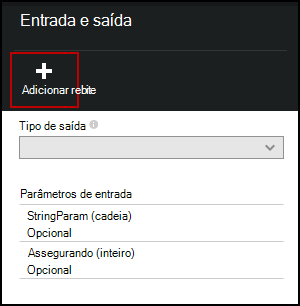 Entrada e saída
Adicionar rebite
Tipo de saída
Parâmetros de entrada
StringParam (cadeia)
Opcional
Assegurando (inteiro)
Opcional